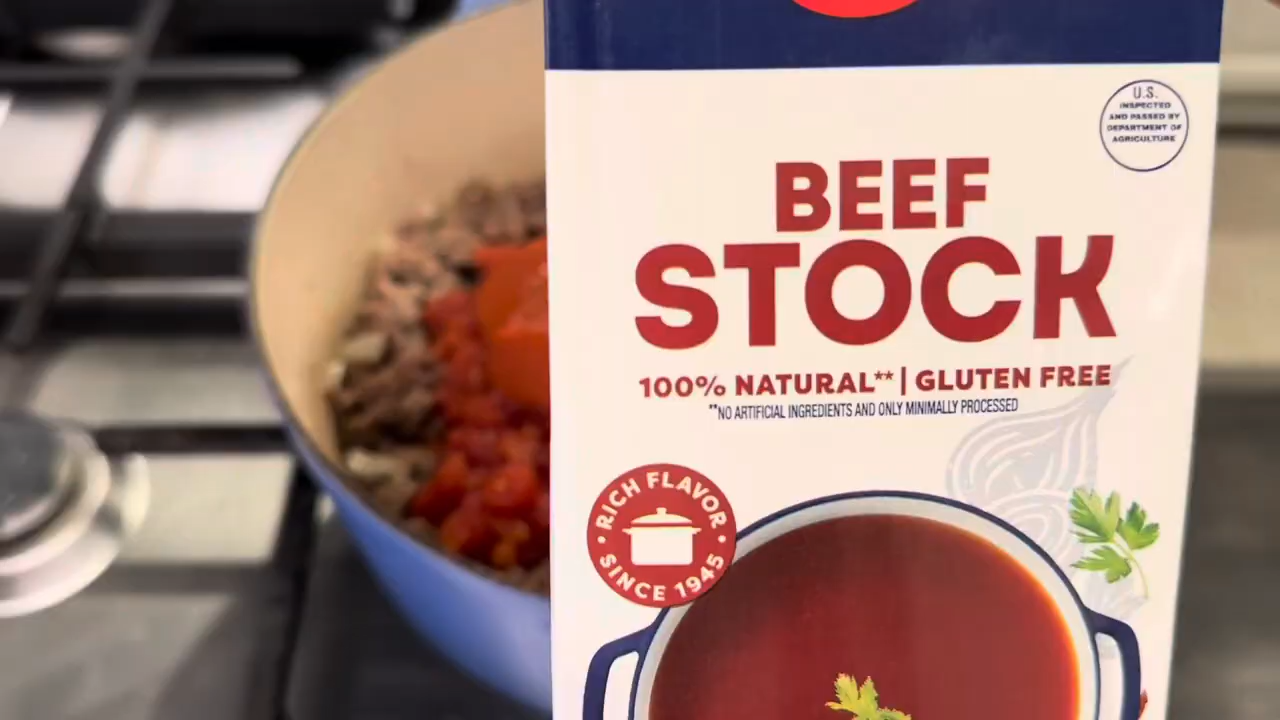 U.S.
INSPECTED
AND PASSED BY
DEPARTMENT OF
AGRICULTURE
BEEF
STOCK
100% NATURAL** | GLUTEN FREE
**NO ARTIFICIAL INGREDIENTS AND ONLY MINIMALLY PROCESSED
RICH FLAVOR
SINCE 1945